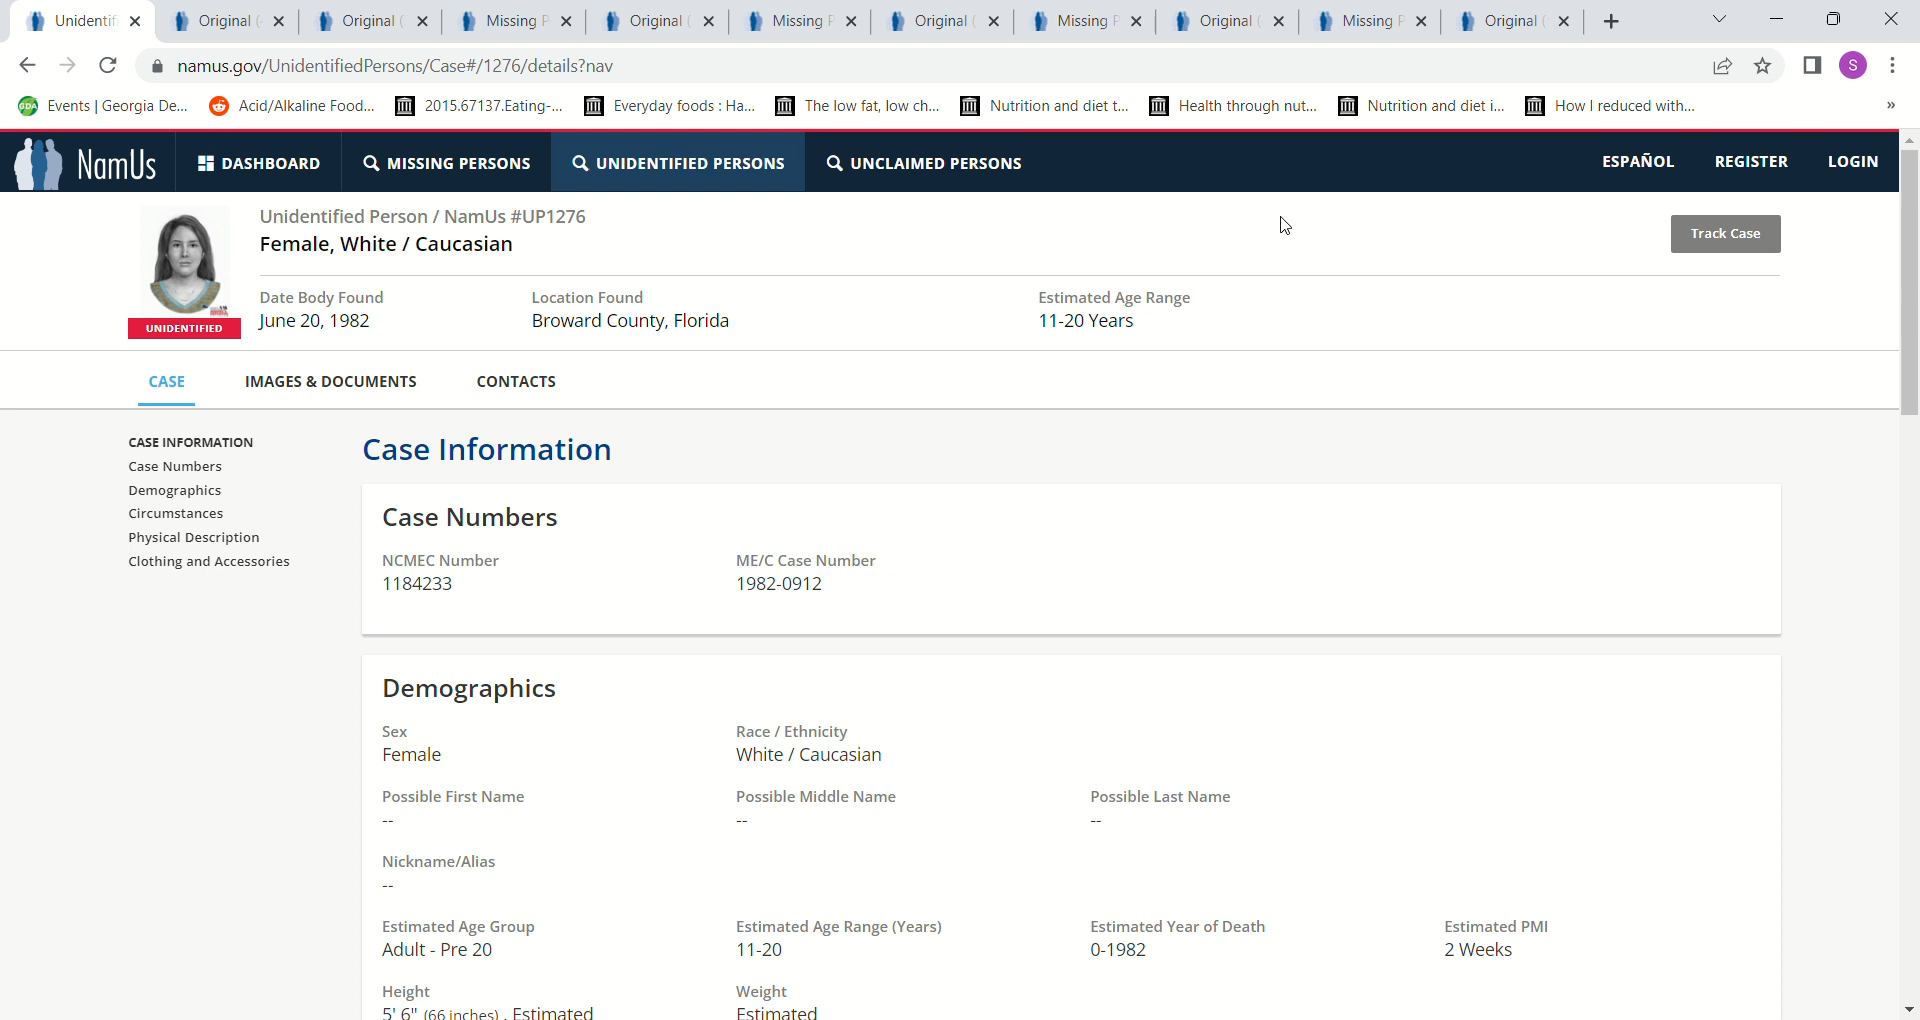 Unidentifi
Original (
Original (
Missing P
Original (
Missing P
Original (
Missing P
Original (
Missing P
Original (
namus.gov/UnidentifiedPersons/Case#/1276/details?nav
S
Events | Georgia De...
Acid/Alkaline Food...
2015.67137.Eating-...
Everyday foods : Ha...
The low fat, low ch...
Nutrition and diet t...
Health through nut...
Nutrition and diet i...
How I reduced with...
»
NamUs
DASHBOARD
MISSING PERSONS
UNIDENTIFIED PERSONS
UNCLAIMED PERSONS
ESPAÑOL
REGISTER
LOGIN
Unidentified Person / NamUs #UP1276
Female, White / Caucasian
Track Case
UNIDENTIFIED
Date Body Found
June 20, 1982
Location Found
Broward County, Florida
Estimated Age Range
11-20 Years
CASE
IMAGES & DOCUMENTS
CONTACTS
CASE INFORMATION
Case Numbers
Demographics
Circumstances
Physical Description
Clothing and Accessories
Case Information
Case Numbers
NCMEC Number
1184233
ME/C Case Number
1982-0912
Demographics
Sex
Female
Race / Ethnicity
White / Caucasian
Possible First Name
--
Possible Middle Name
--
Possible Last Name
--
Nickname/Alias
--
Estimated Age Group
Adult - Pre 20
Estimated Age Range (Years)
11-20
Estimated Year of Death
0-1982
Estimated PMI
2 Weeks
Height
5' 6" (66 inches) , Estimated
Weight
Estimated